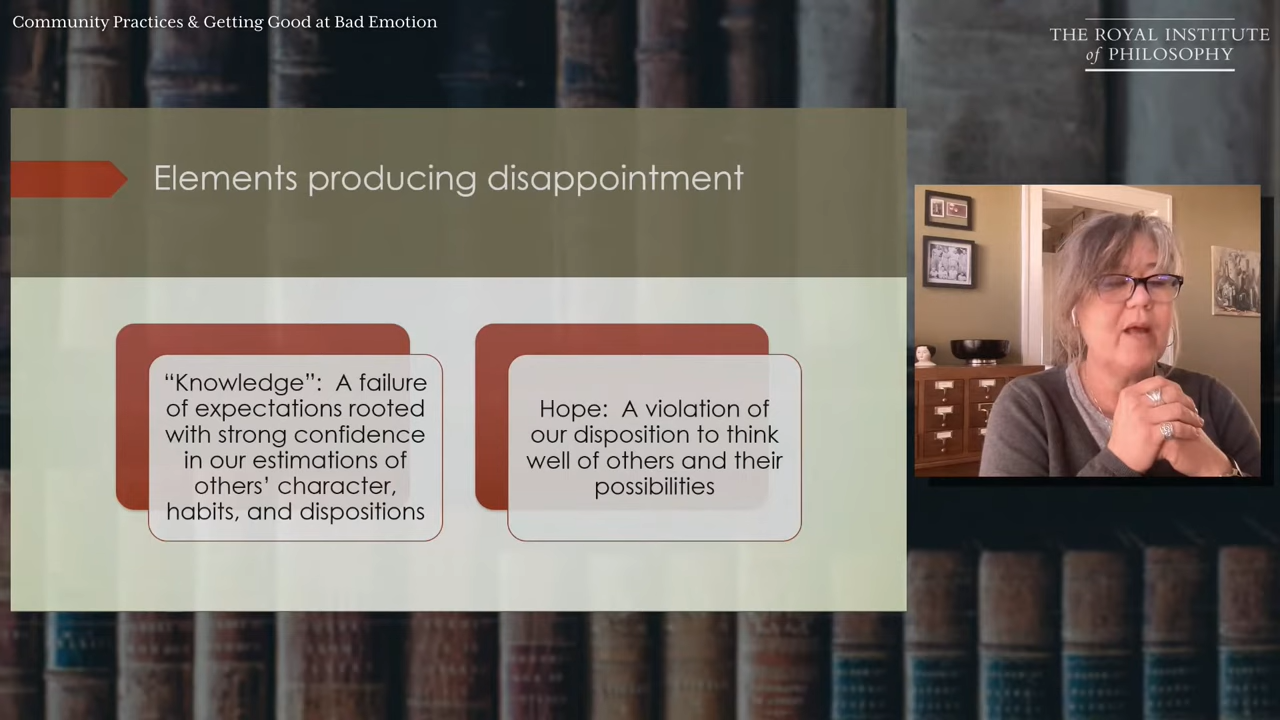 Community Practices & Getting Good at Bad Emotion
THE ROYAL INSTITUTE
of PHILOSOPHY
Elements producing disappointment
“Knowledge”: A failure
of expectations rooted
with strong confidence
in our estimations of
others’ character,
habits, and dispositions
Hope: A violation of
our disposition to think
well of others and their
possibilities